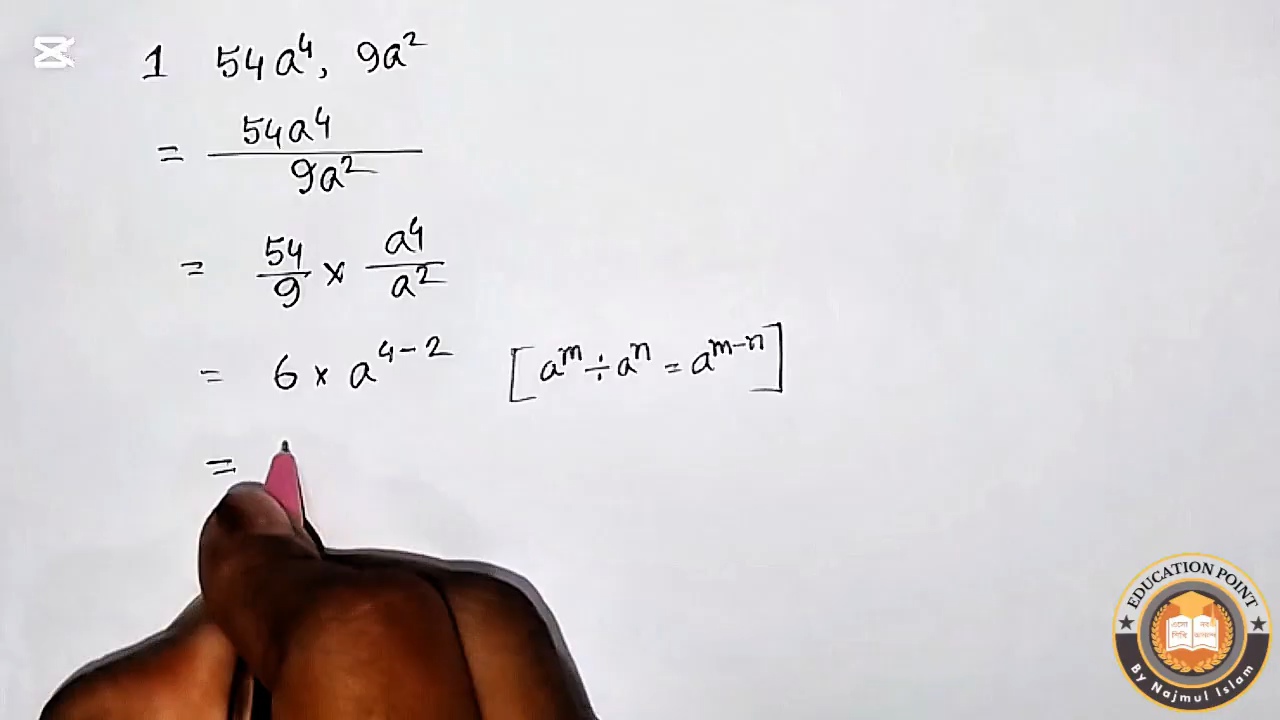 1 54a⁴, 9a²
= 54a⁴ / 9a²
= 54/9 × a⁴/a²
= 6 × a⁴⁻² [aᵐ ÷ aⁿ = aᵐ⁻ⁿ]
=
EDUCATION POINT
এসো শিখি
By Najmul Islam